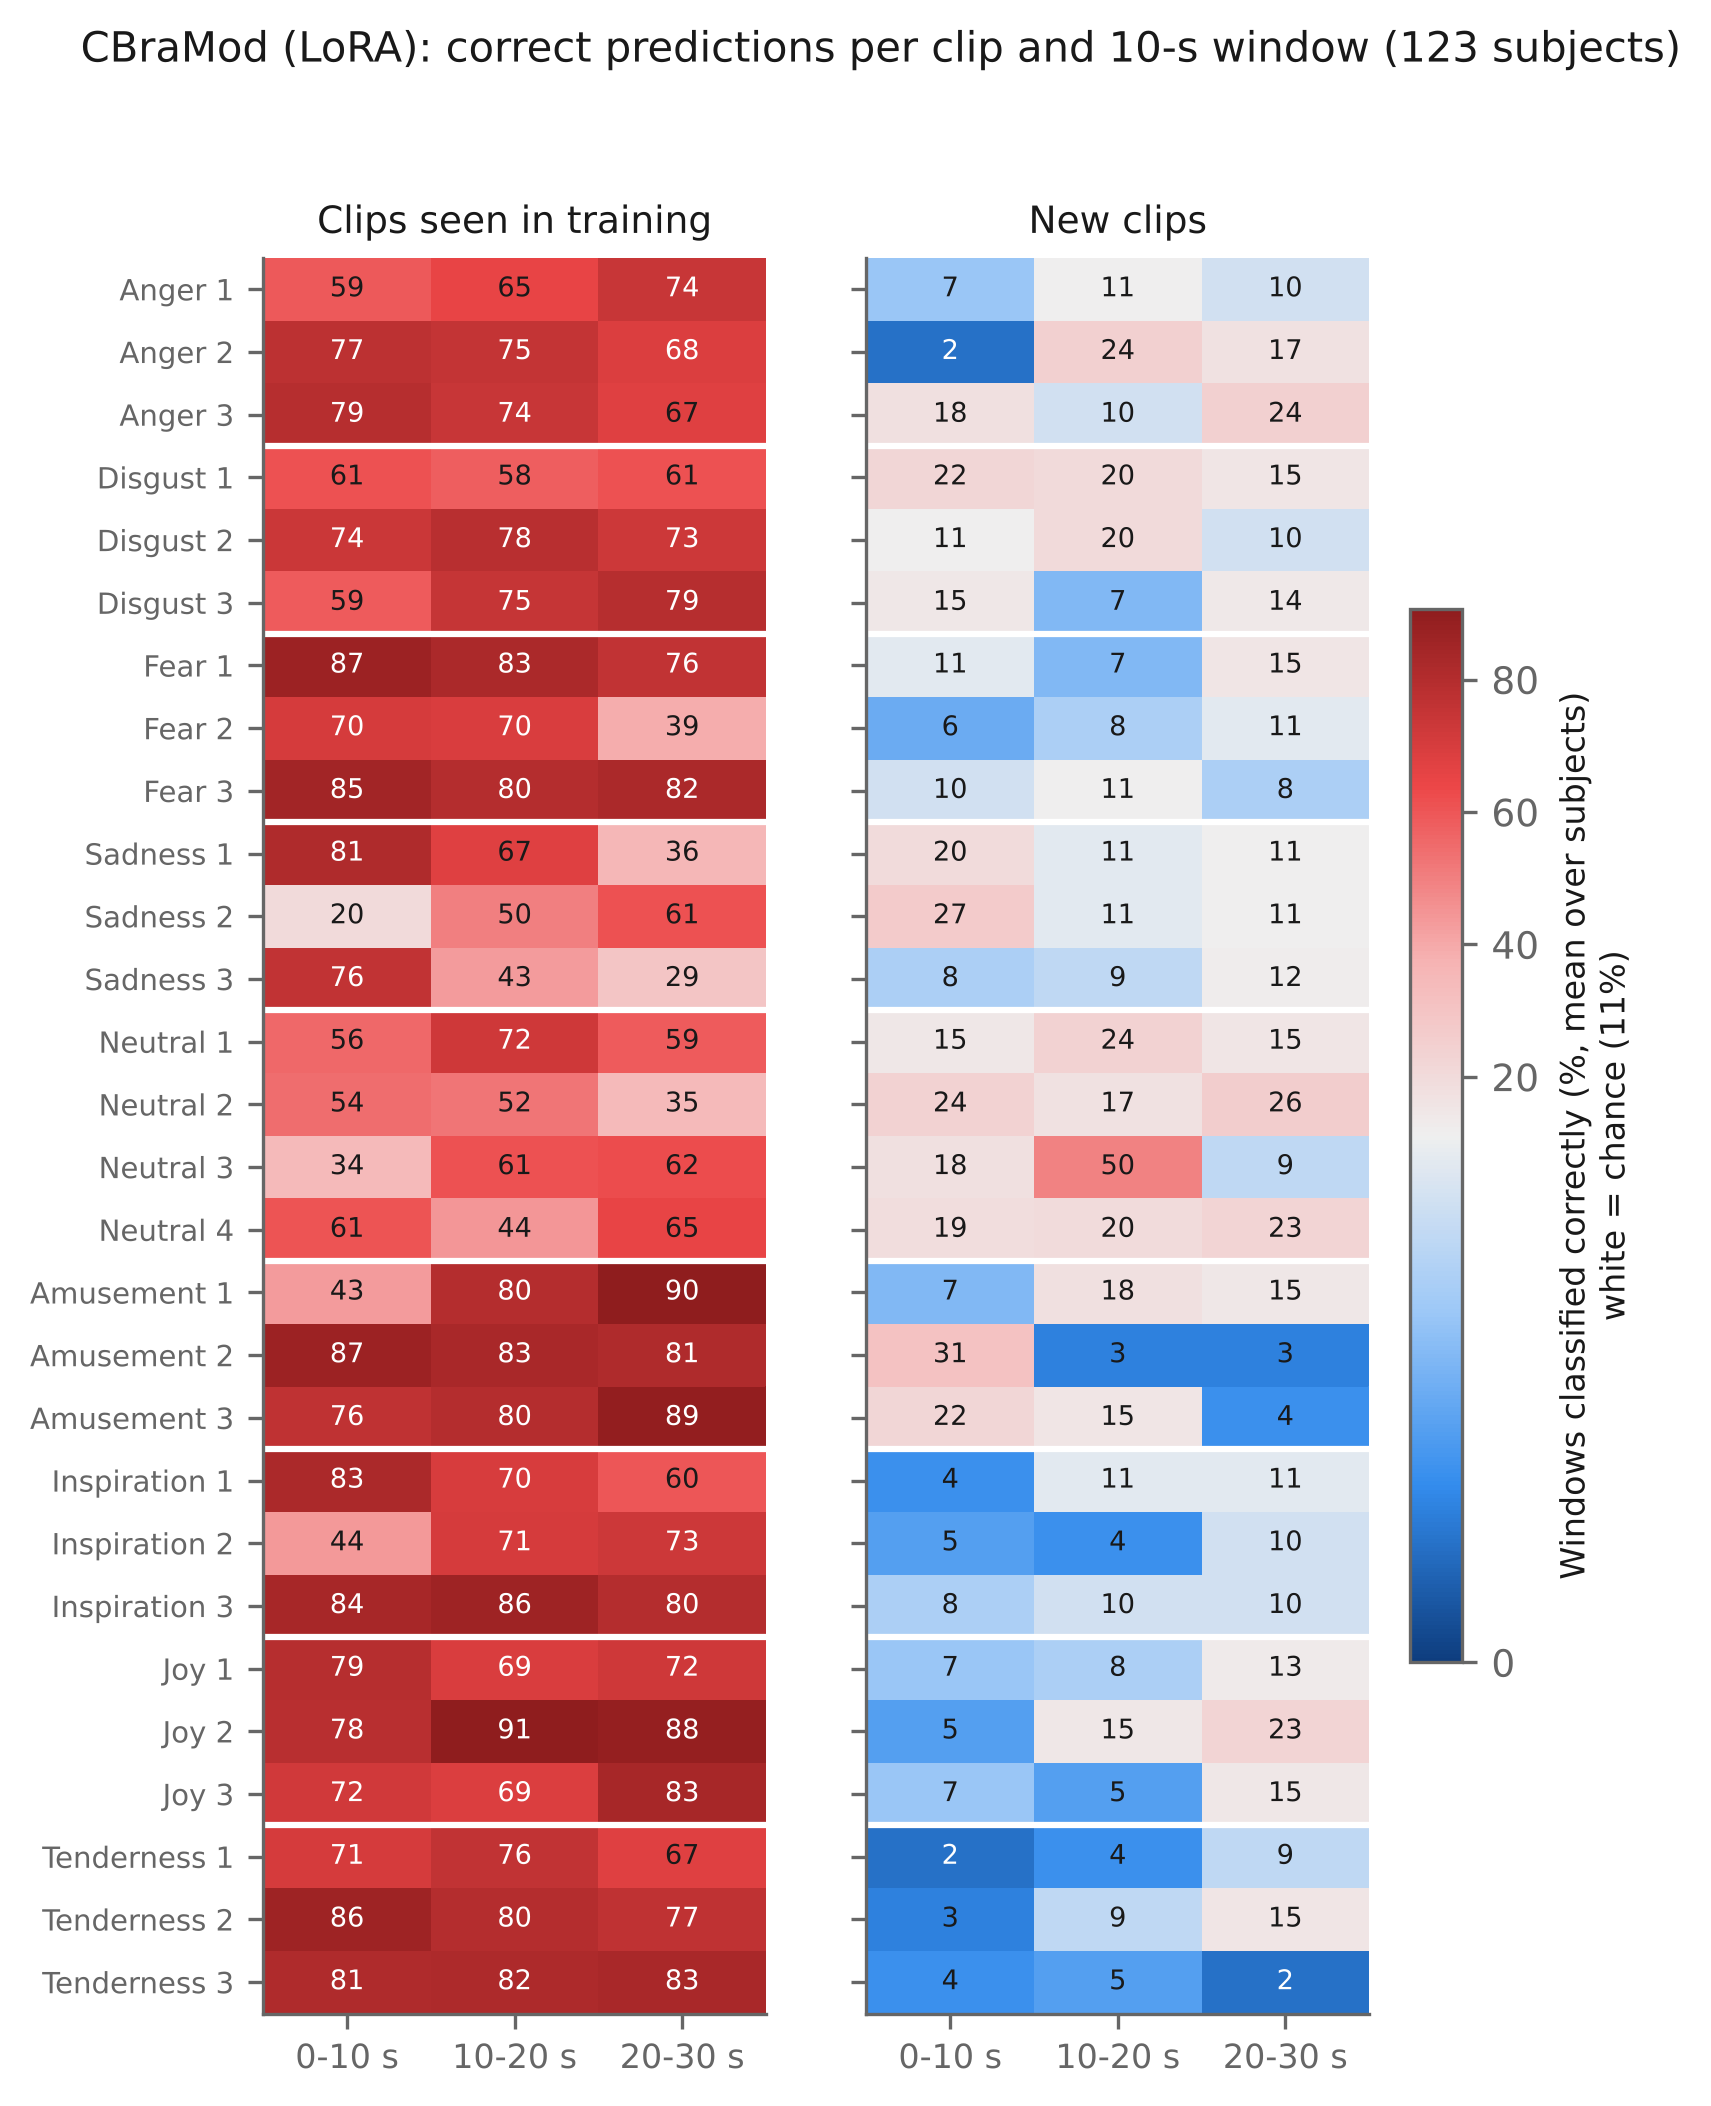 CBraMod (LoRA): correct predictions per clip and 10-s window (123 subjects)
Clips seen in training
New clips
Anger 1 59 65 74 7 11 10
Anger 2 77 75 68 2 24 17
Anger 3 79 74 67 18 10 24
Disgust 1 61 58 61 22 20 15
Disgust 2 74 78 73 11 20 10
Disgust 3 59 75 79 15 7 14
Fear 1 87 83 76 11 7 15
Fear 2 70 70 39 6 8 11
Fear 3 85 80 82 10 11 8
Sadness 1 81 67 36 20 11 11
Sadness 2 20 50 61 27 11 11
Sadness 3 76 43 29 8 9 12
Neutral 1 56 72 59 15 24 15
Neutral 2 54 52 35 24 17 26
Neutral 3 34 61 62 18 50 9
Neutral 4 61 44 65 19 20 23
Amusement 1 43 80 90 7 18 15
Amusement 2 87 83 81 31 3 3
Amusement 3 76 80 89 22 15 4
Inspiration 1 83 70 60 4 11 11
Inspiration 2 44 71 73 5 4 10
Inspiration 3 84 86 80 8 10 10
Joy 1 79 69 72 7 8 13
Joy 2 78 91 88 5 15 23
Joy 3 72 69 83 7 5 15
Tenderness 1 71 76 67 2 4 9
Tenderness 2 86 80 77 3 9 15
Tenderness 3 81 82 83 4 5 2
0-10 s 10-20 s 20-30 s 0-10 s 10-20 s 20-30 s
80
60
40
20
0
Windows classified correctly (%, mean over subjects)
white = chance (11%)